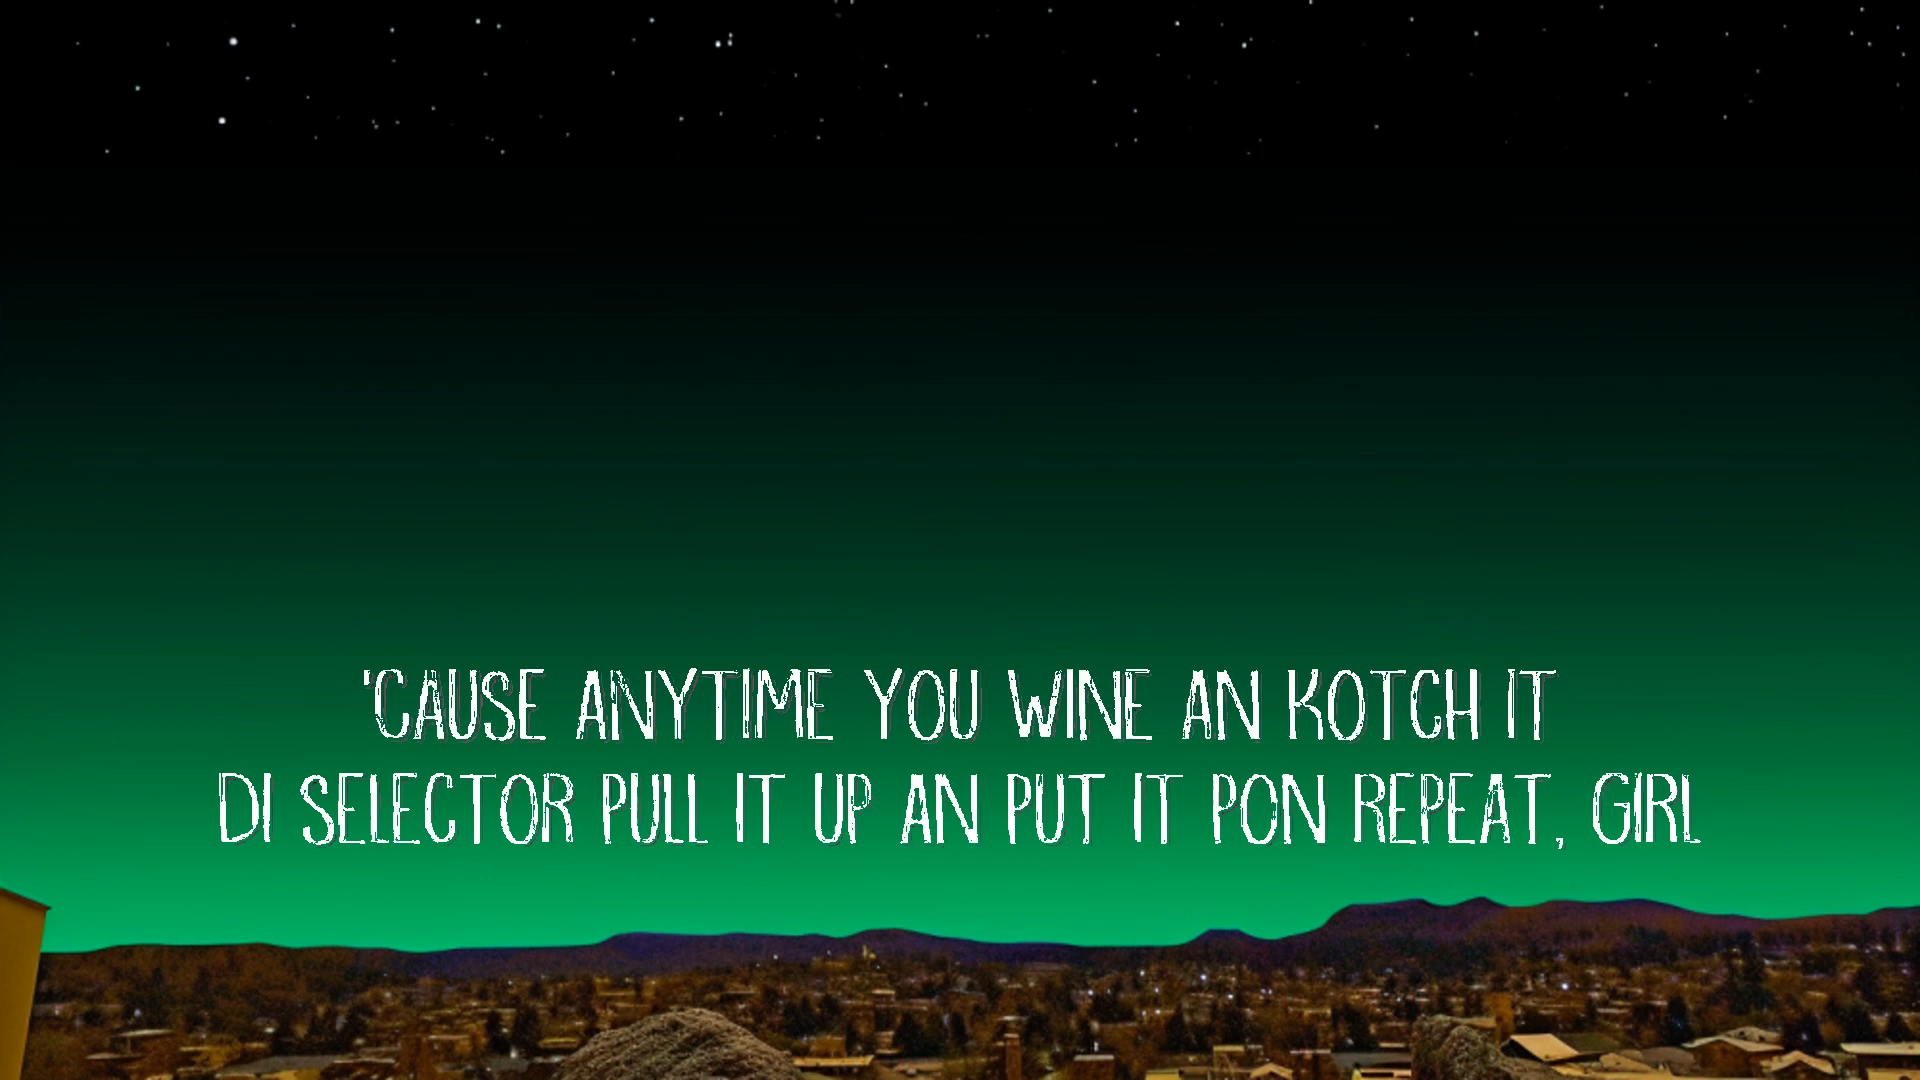 'CAUSE ANYTIME YOU WINE AN KOTCH IT
DI SELECTOR PULL IT UP AN PUT IT PON REPEAT, GIRL